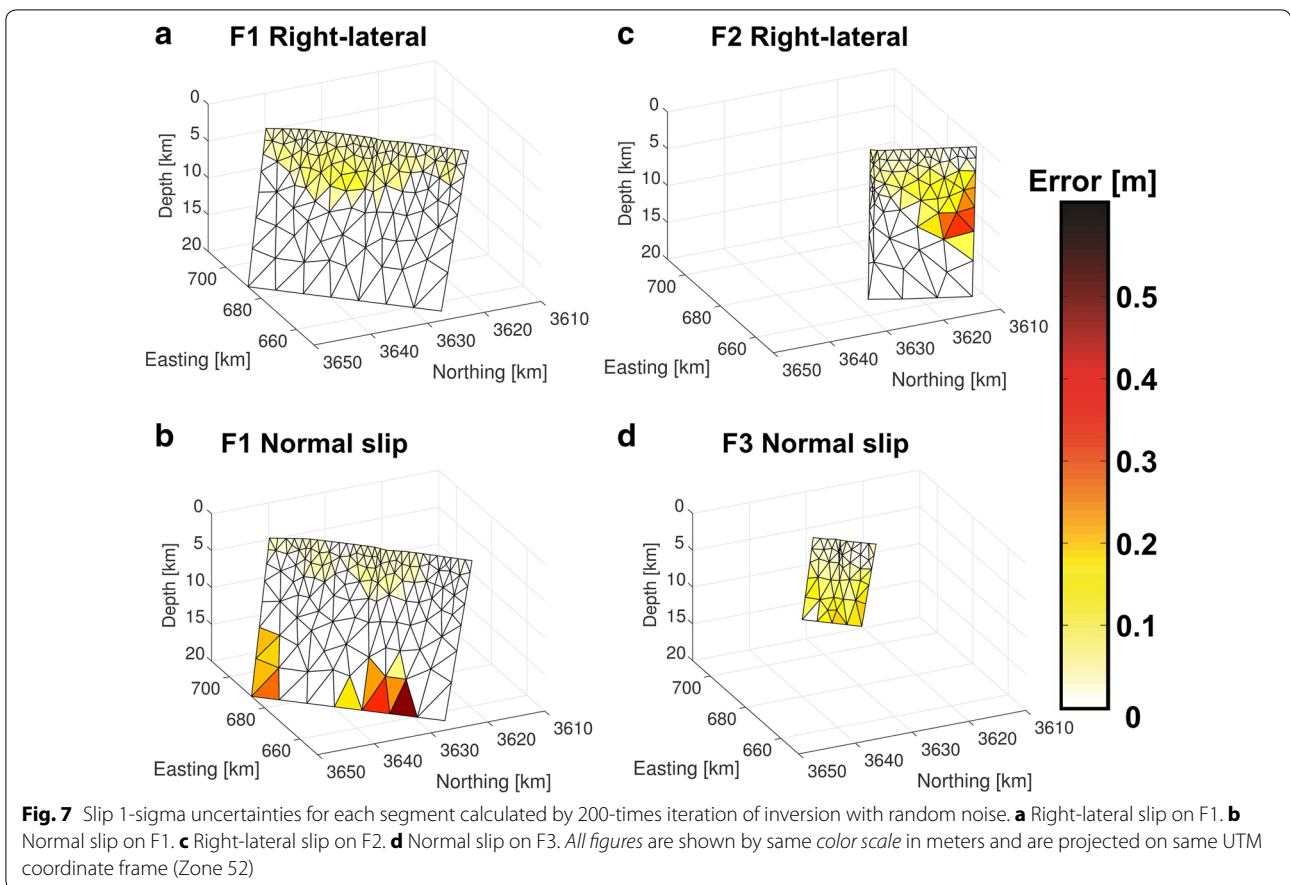 a F1 Right-lateral
0
5
10
15
20
Depth [km]
700
680
660
Easting [km]
3650
3640
3630
3620
3610
Northing [km]
c F2 Right-lateral
0
5
10
15
20
Depth [km]
700
680
660
Easting [km]
3650
3640
3630
3620
3610
Northing [km]
b F1 Normal slip
0
5
10
15
20
Depth [km]
700
680
660
Easting [km]
3650
3640
3630
3620
3610
Northing [km]
d F3 Normal slip
0
5
10
15
20
Depth [km]
700
680
660
Easting [km]
3650
3640
3630
3620
3610
Northing [km]
Error [m]
0.5
0.4
0.3
0.2
0.1
0
Fig. 7 Slip 1-sigma uncertainties for each segment calculated by 200-times iteration of inversion with random noise. a Right-lateral slip on F1. b
Normal slip on F1. c Right-lateral slip on F2. d Normal slip on F3. All figures are shown by same color scale in meters and are projected on same UTM
coordinate frame (Zone 52)